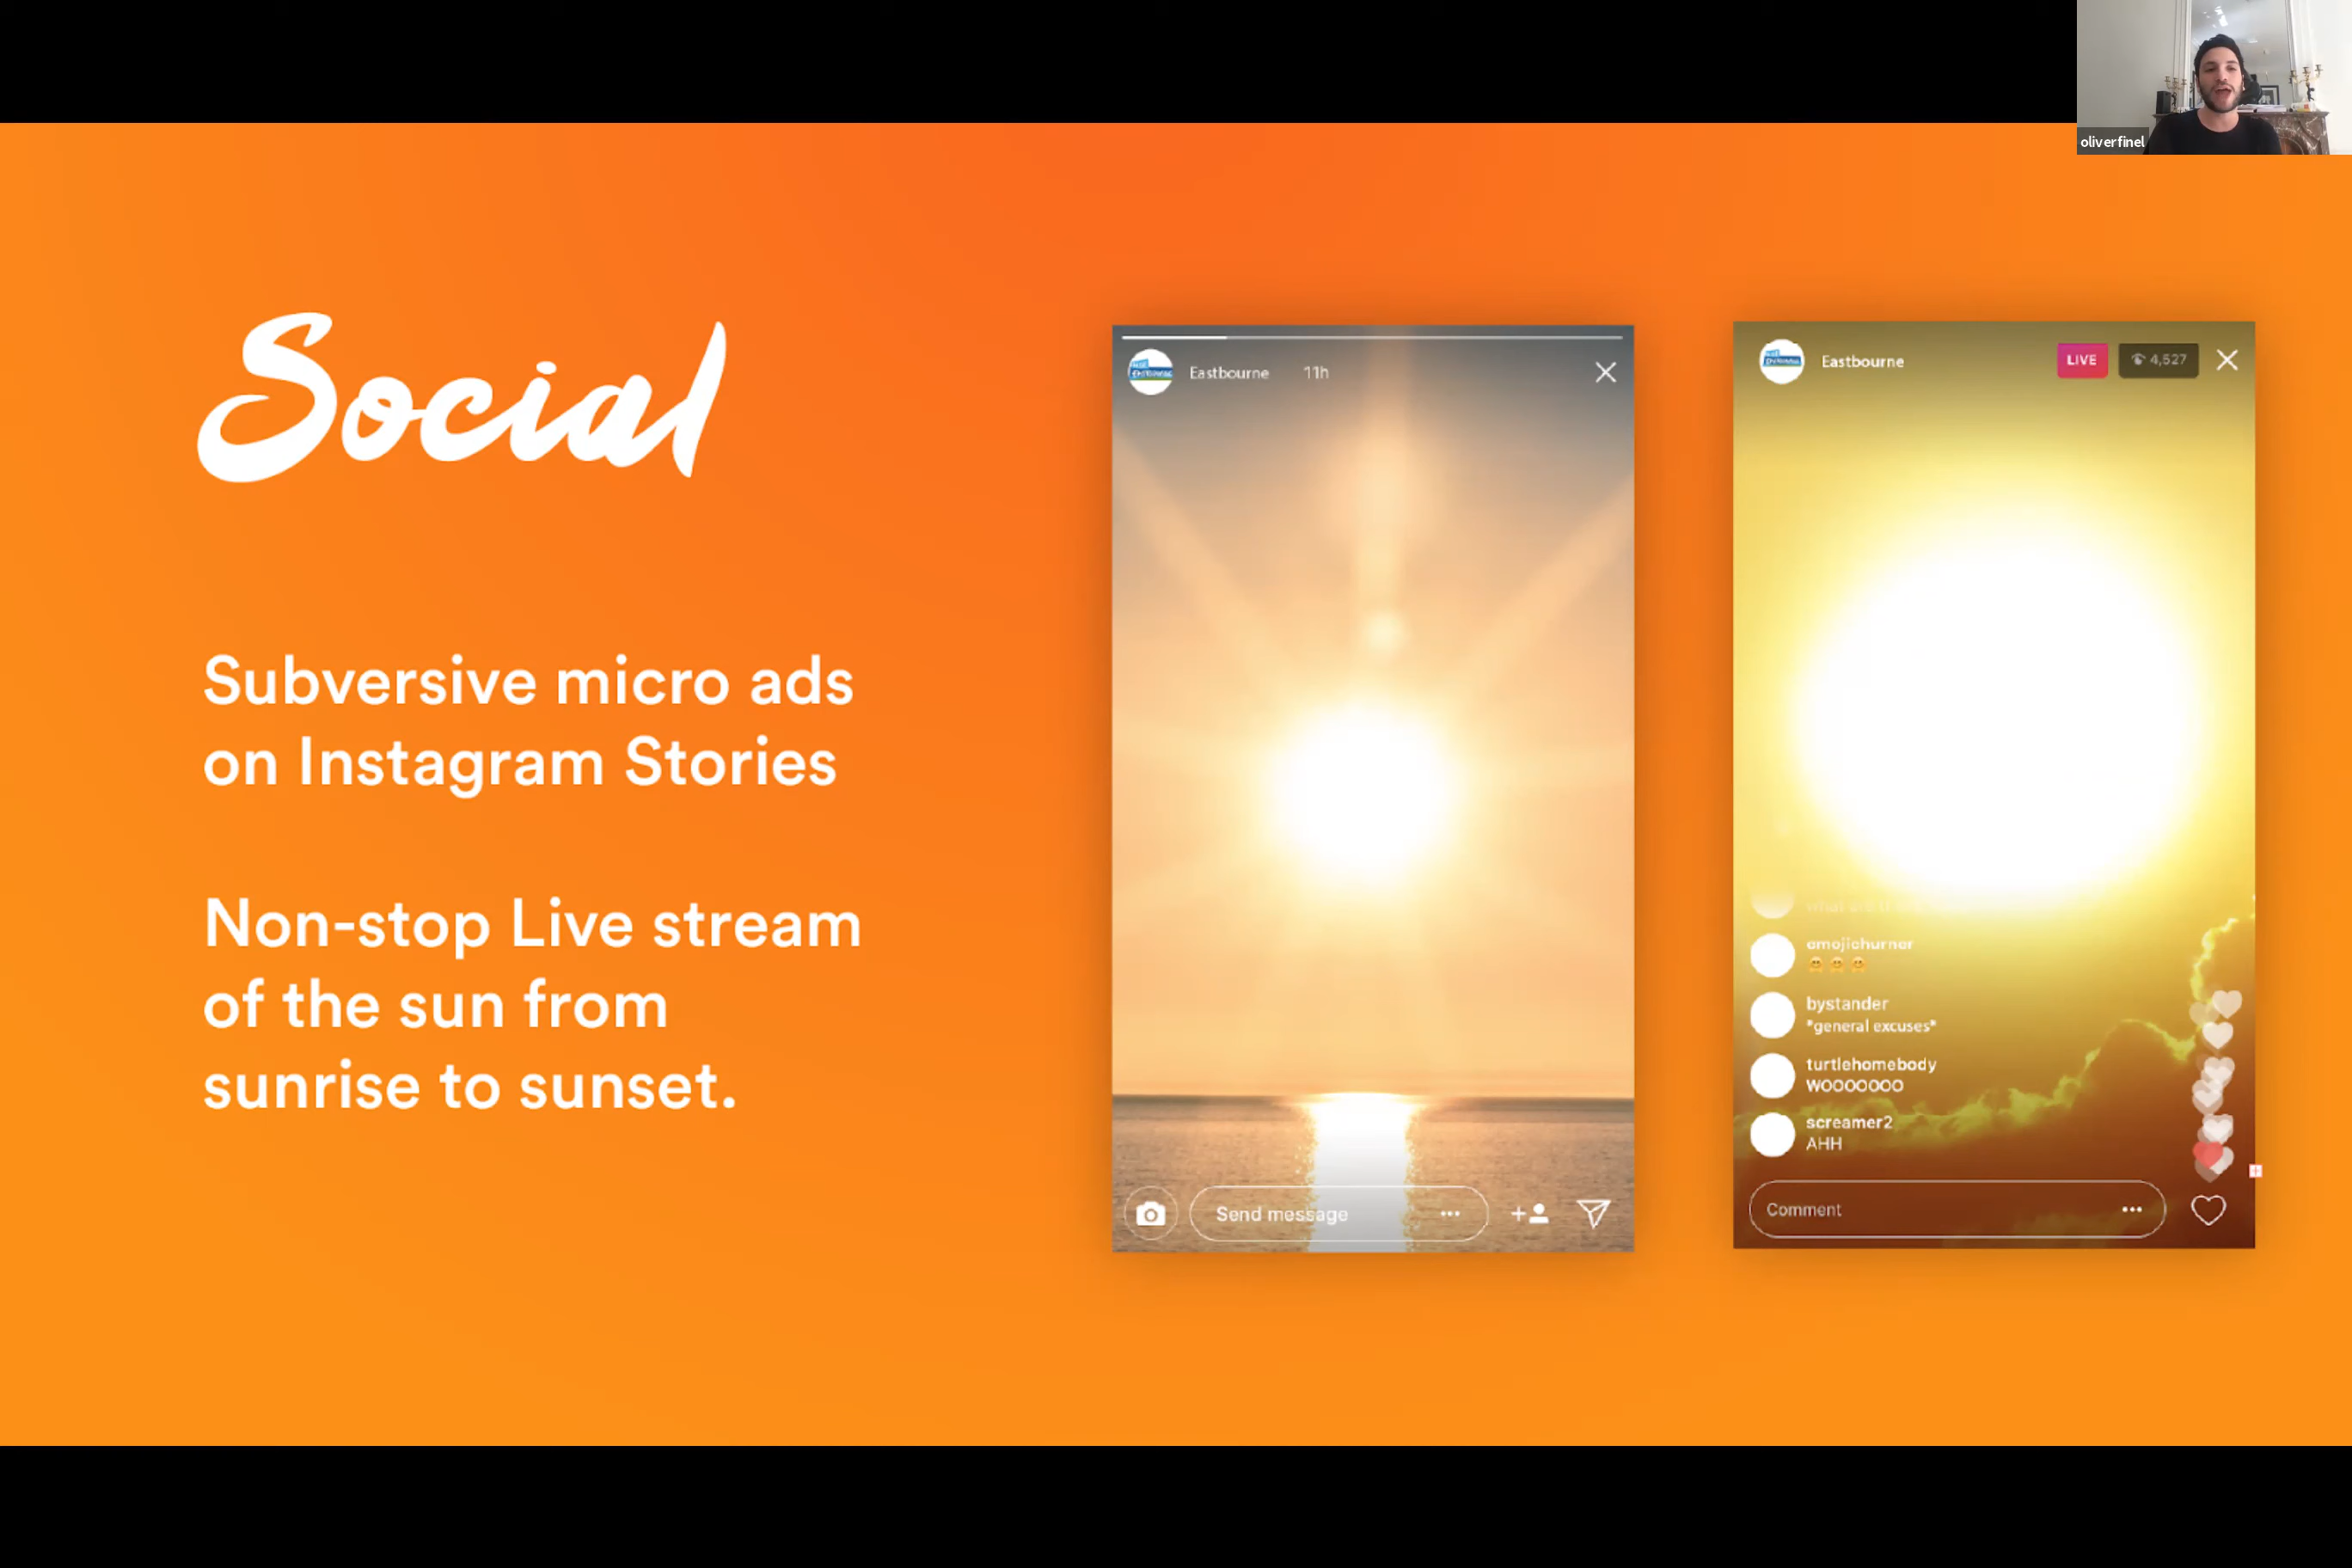 oliverfinel
Social
Subversive micro ads
on Instagram Stories
Non-stop Live stream
of the sun from
sunrise to sunset.
Eastbourne 11h
Send message
Eastbourne LIVE 4,527
emojichurner
bystander
*general excuses*
turtlehomebody
WOOOOOOO
screamer2
AHH
Comment